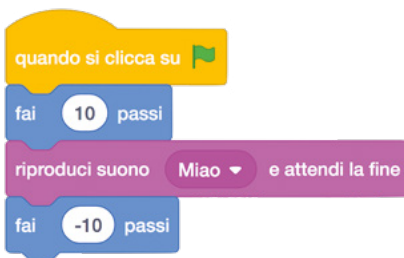 quando si clicca su
fai 10 passi
riproduci suono Miao e attendi la fine
fai -10 passi